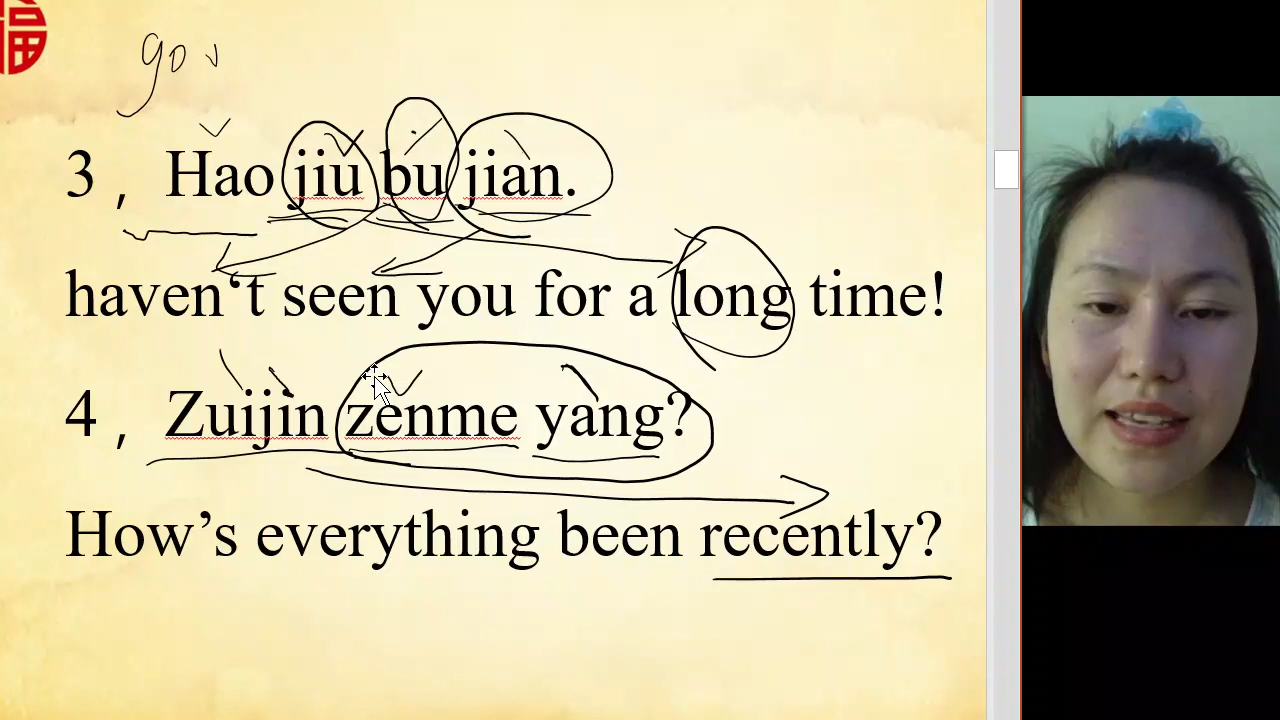 福
go
3， Hao jiu bu jian.
haven‘t seen you for a long time!
4， Zuijin zenme yang?
How’s everything been recently?